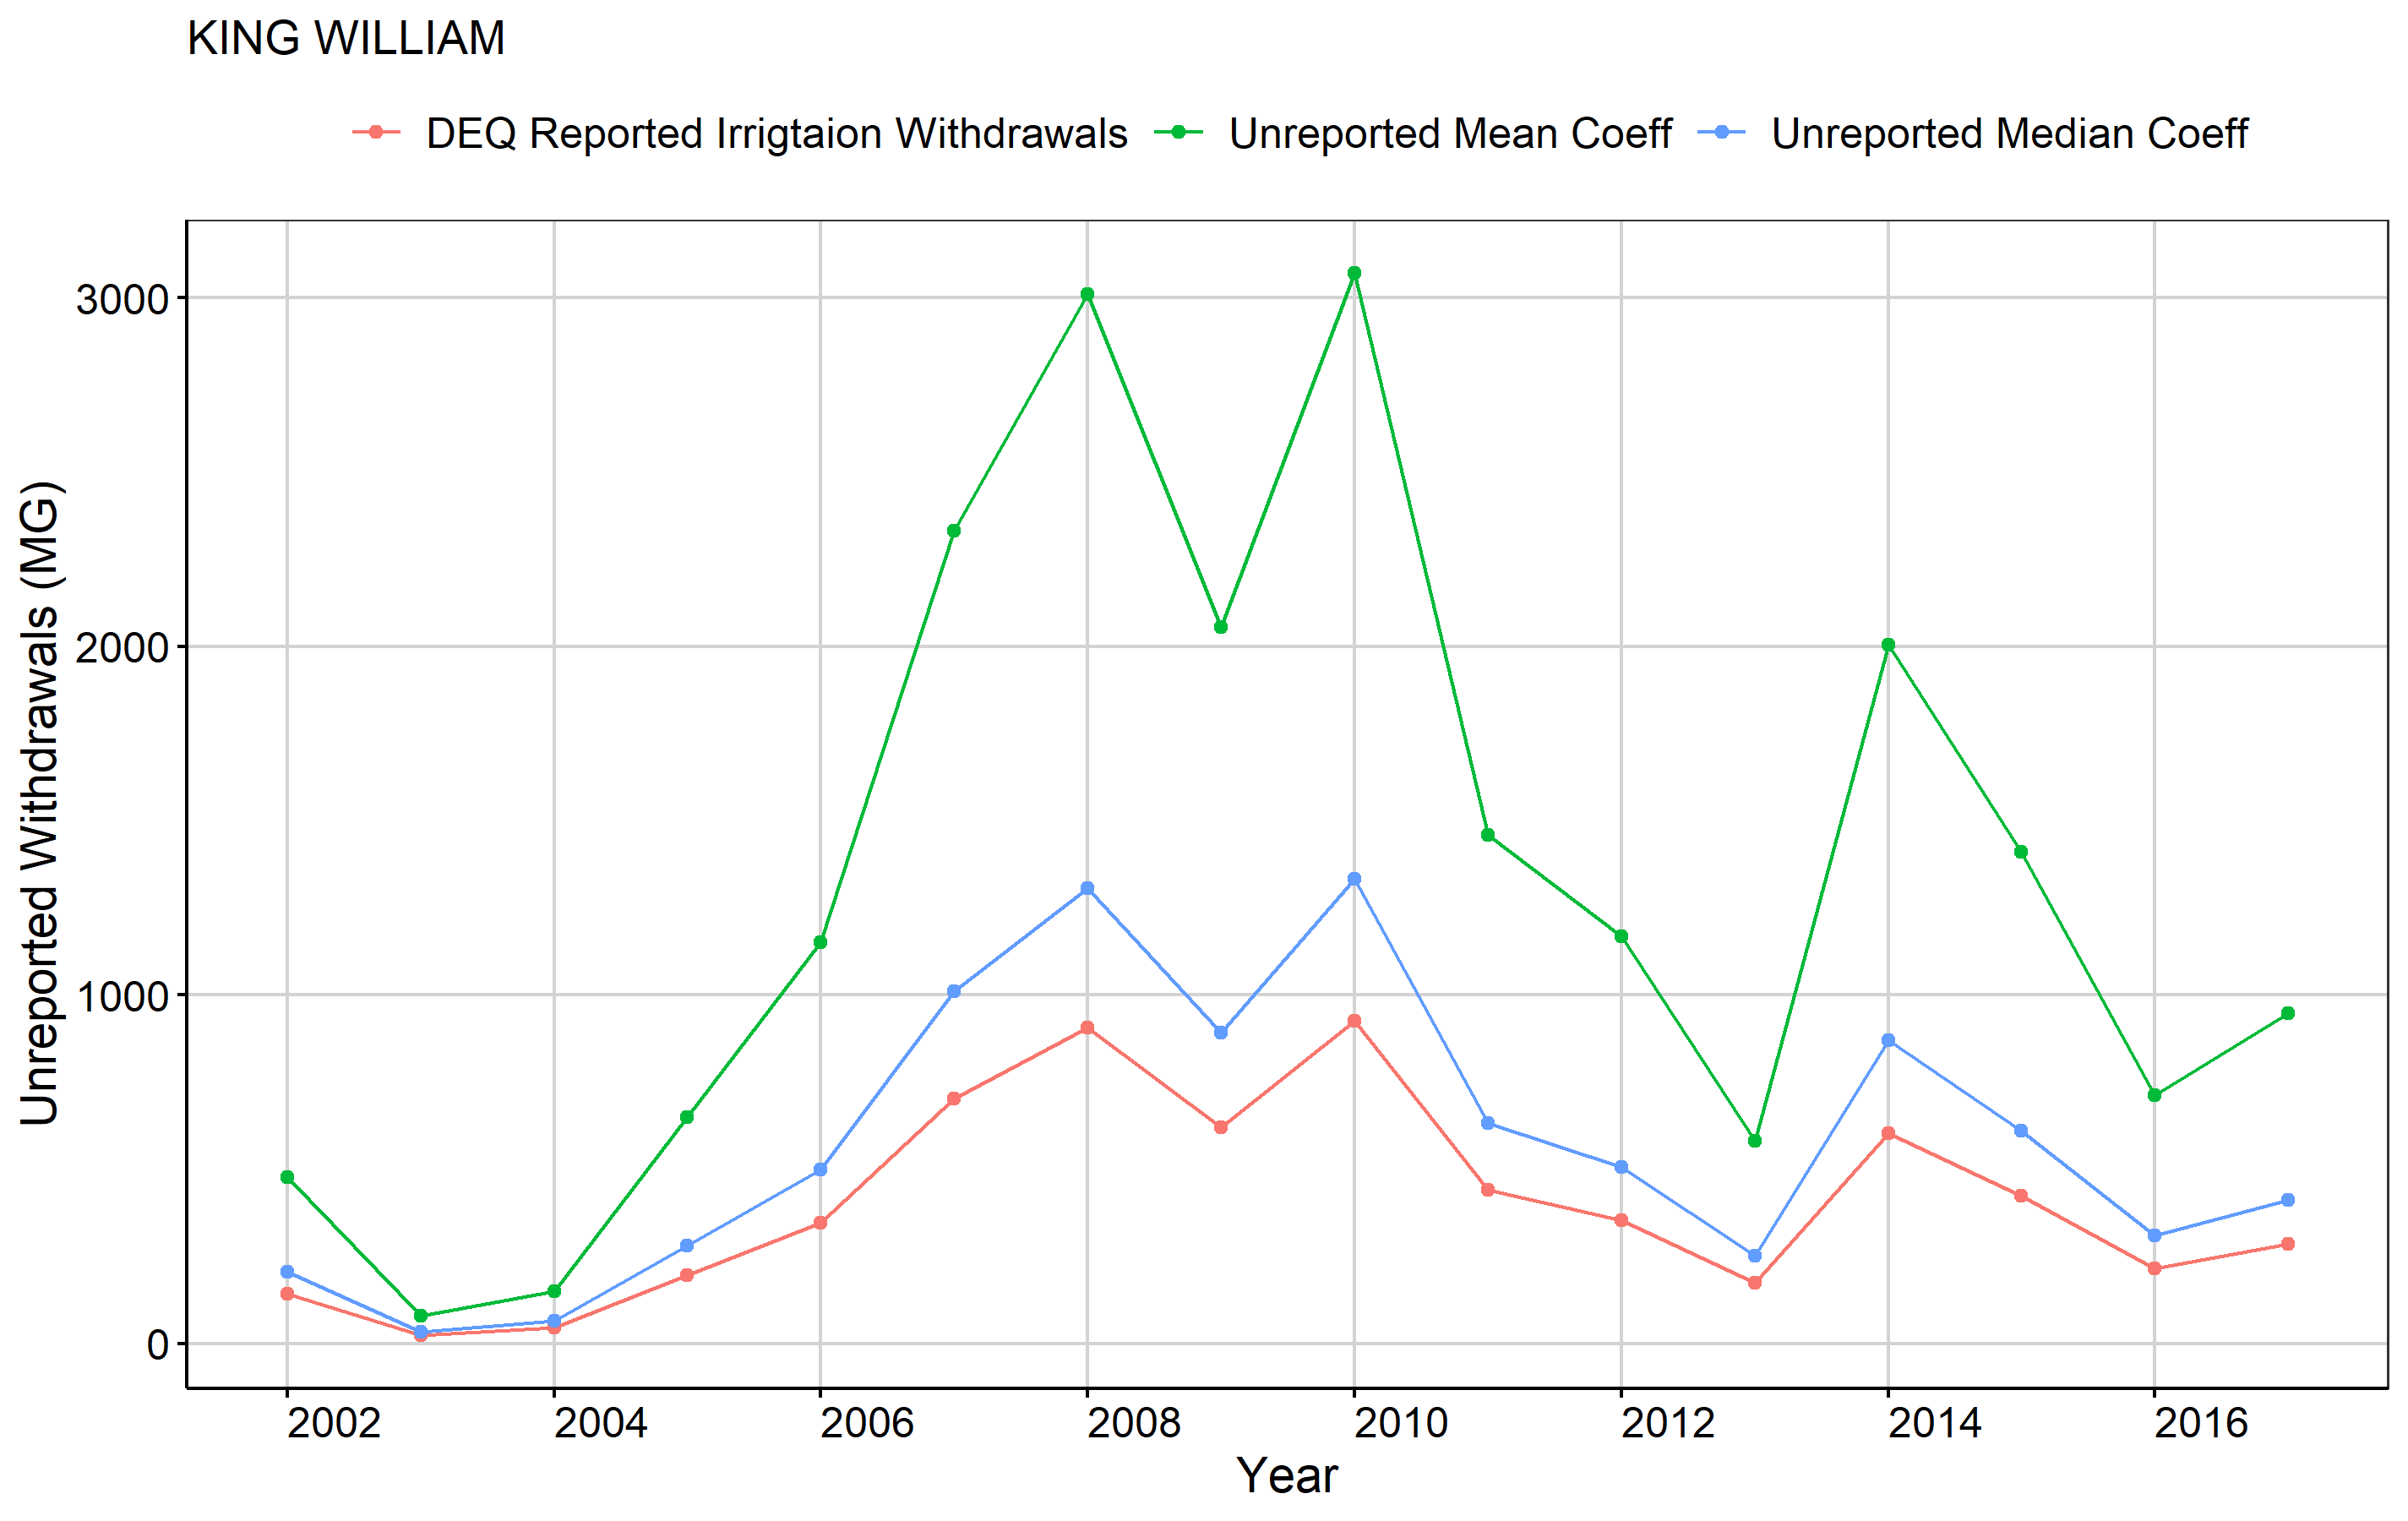 KING WILLIAM
DEQ Reported Irrigtaion Withdrawals Unreported Mean Coeff Unreported Median Coeff
Unreported Withdrawals (MG)
3000
2000
1000
0
2002 2004 2006 2008 2010 2012 2014 2016
Year